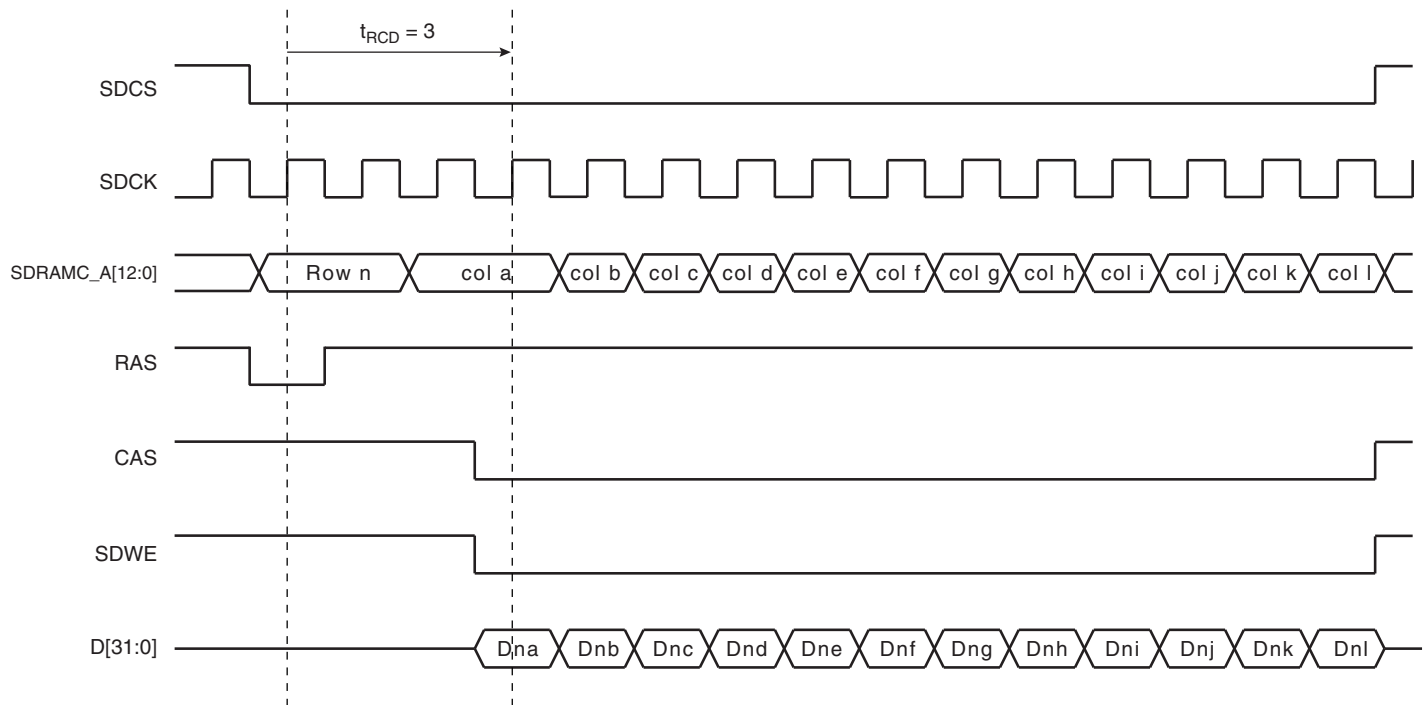 tRCD = 3
SDCS
SDCK
SDRAMC_A[12:0] Row n col a col b col c col d col e col f col g col h col i col j col k col l
RAS
CAS
SDWE
D[31:0] Dna Dnb Dnc Dnd Dne Dnf Dng Dnh Dni Dnj Dnk Dnl